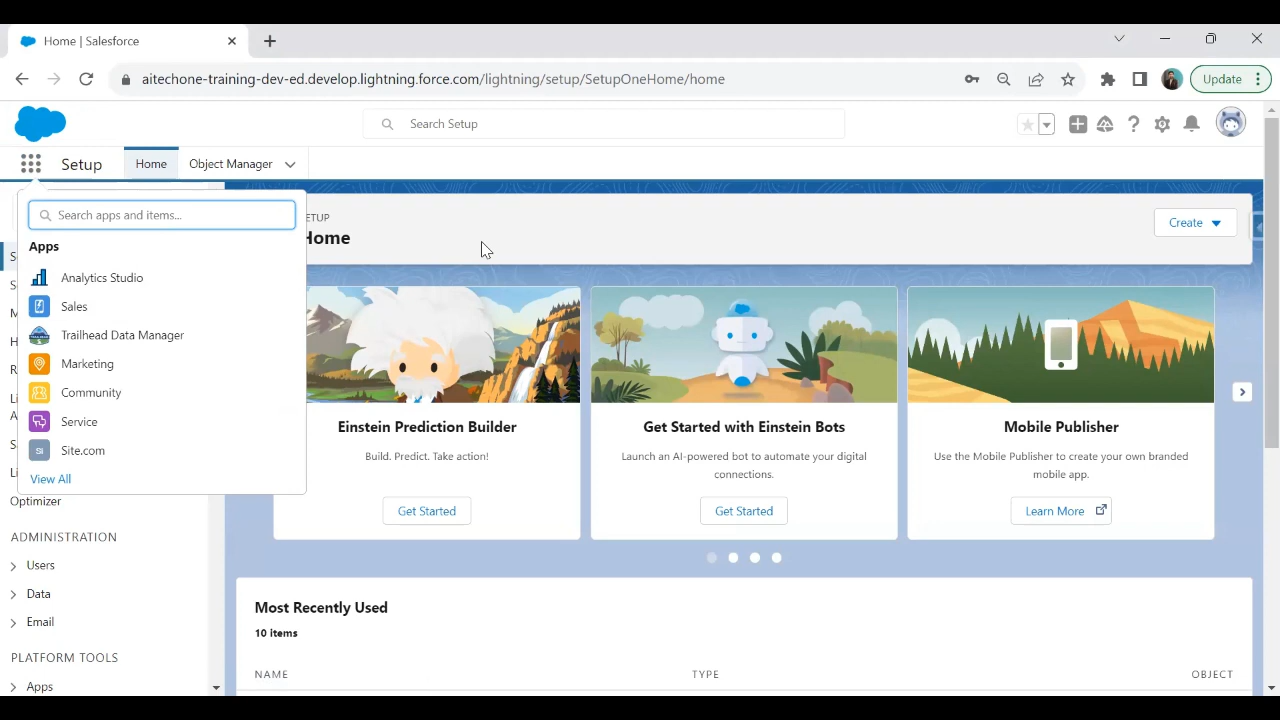 Home | Salesforce
aitechone-training-dev-ed.develop.lightning.force.com/lightning/setup/SetupOneHome/home
Update
Search Setup
Setup
Home
Object Manager
Search apps and items...
Apps
Analytics Studio
Sales
Trailhead Data Manager
Marketing
Community
Service
Si
Site.com
View All
Optimizer
ADMINISTRATION
Users
Data
Email
PLATFORM TOOLS
Apps
ETUP
Home
Create
Einstein Prediction Builder
Build. Predict. Take action!
Get Started
Get Started with Einstein Bots
Launch an AI-powered bot to automate your digital
connections.
Get Started
Mobile Publisher
Use the Mobile Publisher to create your own branded
mobile app.
Learn More
Most Recently Used
10 items
NAME
TYPE
OBJECT